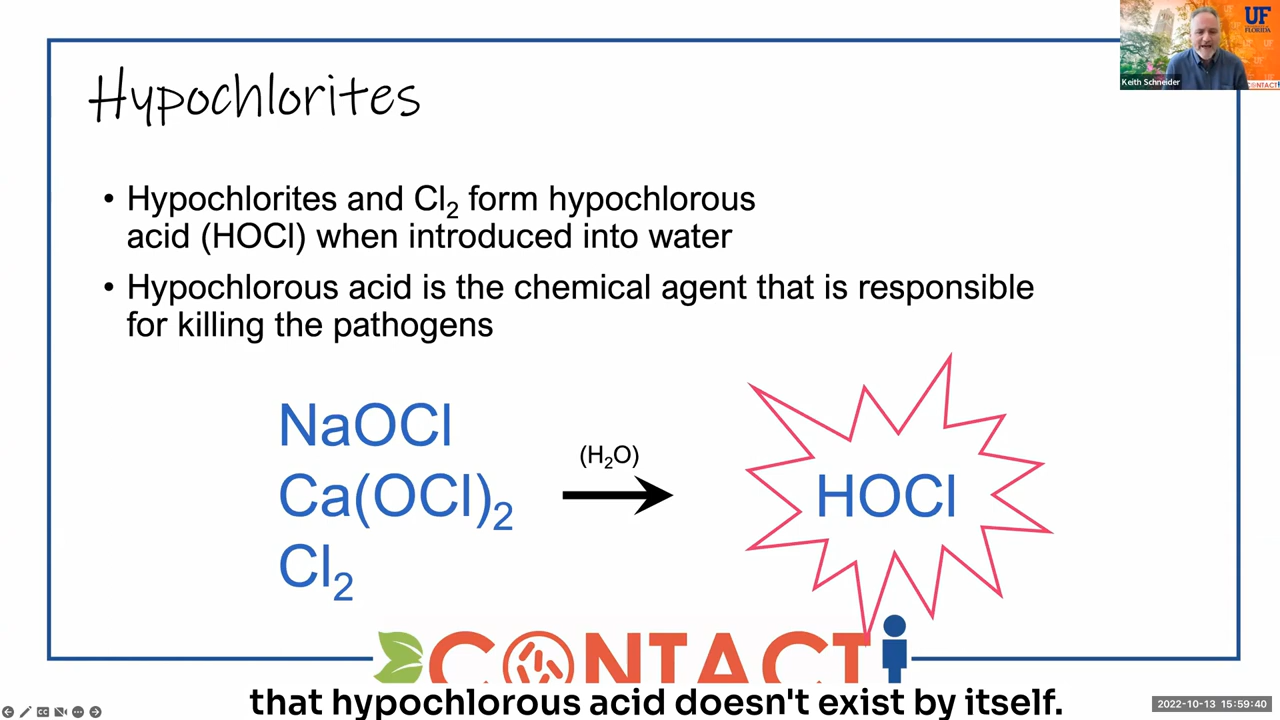 UF
FLORIDA
Keith Schneider
CONTACT
Hypochlorites
• Hypochlorites and Cl₂ form hypochlorous
acid (HOCl) when introduced into water
• Hypochlorous acid is the chemical agent that is responsible
for killing the pathogens
NaOCl
Ca(OCl)₂
Cl₂
(H₂O)
HOCl
CONTACT
that hypochlorous acid doesn't exist by itself.
CC
2022-10-13 15:59:40